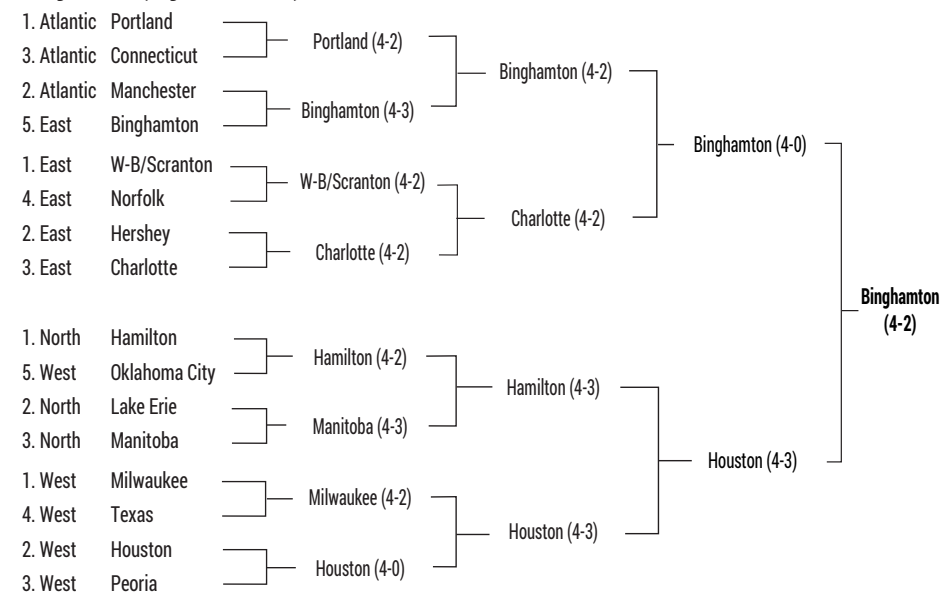 1. Atlantic Portland
3. Atlantic Connecticut
2. Atlantic Manchester
5. East Binghamton
1. East W-B/Scranton
4. East Norfolk
2. East Hershey
3. East Charlotte
1. North Hamilton
5. West Oklahoma City
2. North Lake Erie
3. North Manitoba
1. West Milwaukee
4. West Texas
2. West Houston
3. West Peoria
Portland (4-2)
Binghamton (4-3)
W-B/Scranton (4-2)
Charlotte (4-2)
Hamilton (4-2)
Manitoba (4-3)
Milwaukee (4-2)
Houston (4-0)
Binghamton (4-2)
Charlotte (4-2)
Hamilton (4-3)
Houston (4-3)
Binghamton (4-0)
Houston (4-3)
Binghamton
(4-2)